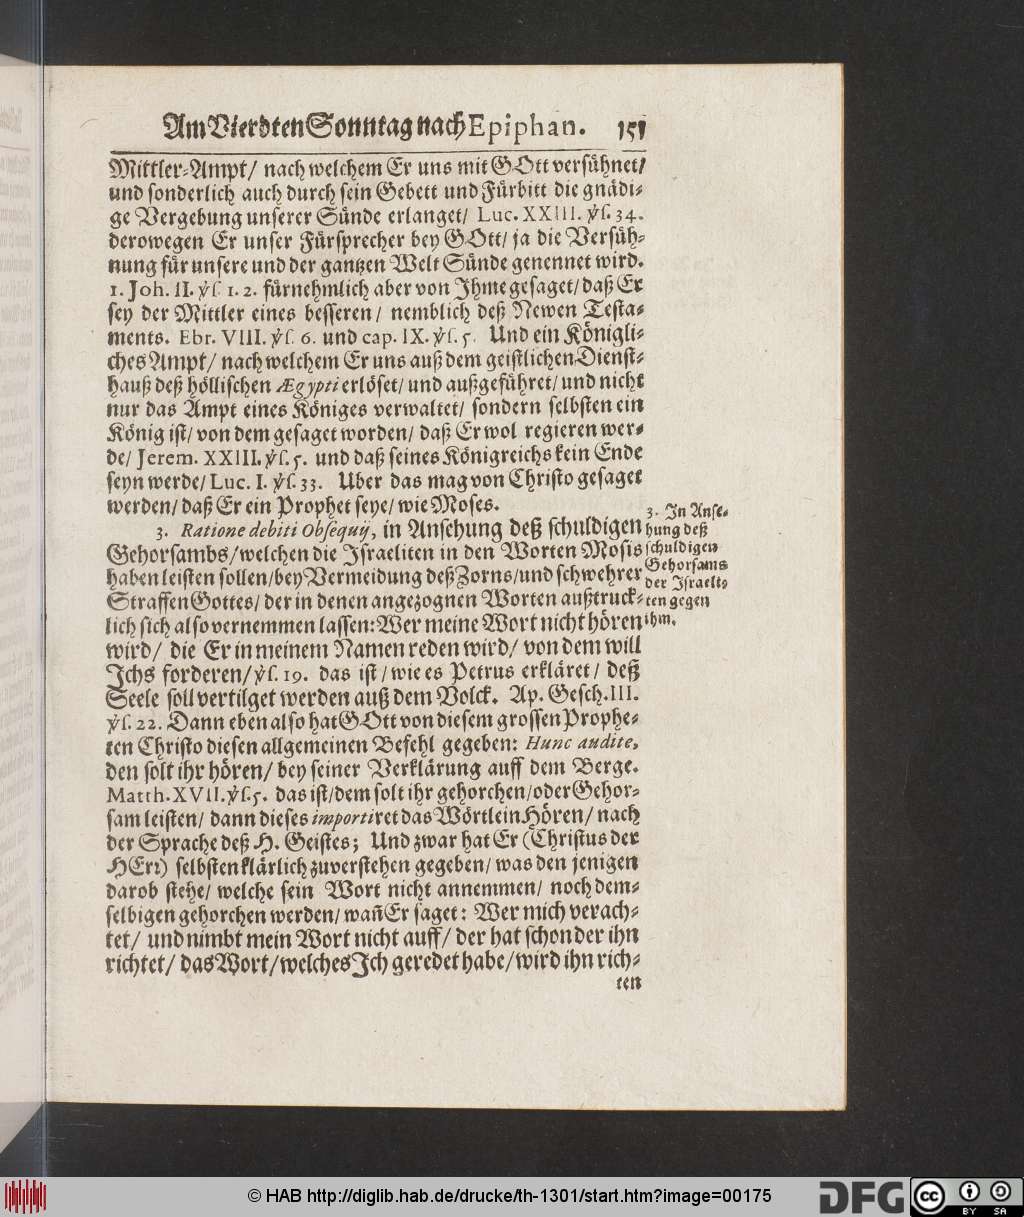 Am Vierdten Sonntag nach Epiphan. 151
Mittler-Ampt/ nach welchem Er uns mit GOtt versühnet/
und sonderlich auch durch sein Gebett und Fürbitt die gnädi-
ge Vergebung unserer Sünde erlanget/ Luc. XXIII. vs. 34.
derowegen Er unser Fürsprecher bey GOtt/ ja die Versüh-
nung für unsere und der gantzen Welt Sünde genennet wird.
1. Joh. II. vs. 1. 2. fürnehmlich aber von Ihme gesaget/ daß Er
sey der Mittler eines besseren/ nemblich deß Newen Testa-
ments. Ebr. VIII. vs. 6. und cap. IX. vs. 5. Und ein Königli-
ches Ampt/ nach welchem Er uns auß dem geistlichen Dienst-
hauß deß höllischen Ægypti erlöset/ und außgeführet/ und nicht
nur das Ampt eines Königes verwaltet/ sondern selbsten ein
König ist/ von dem gesaget worden/ daß Er wol regieren wer-
de/ Jerem. XXIII. vs. 5. und daß seines Königreichs kein Ende
seyn werde/ Luc. I. vs. 33. Uber das mag von Christo gesaget
werden/ daß Er ein Prophet seye/ wie Moses.
3. Ratione debiti Obsequij, in Ansehung deß schuldigen
Gehorsambs/ welchen die Israeliten in den Worten Mosis
haben leisten sollen/ bey Vermeidung deß Zorns/ und schwehrer
Straffen Gottes/ der in denen angezognen Worten außtruck-
lich sich also vernemmen lassen: Wer meine Wort nicht hören
wird/ die Er in meinem Namen reden wird/ von dem will
Ichs forderen/ vs. 19. das ist/ wie es Petrus erkläret/ deß
Seele soll vertilget werden auß dem Volck. Ap. Gesch. III.
vs. 22. Dann eben also hat GOtt von diesem grossen Prophe-
ten Christo diesen allgemeinen Befehl gegeben: Hunc audite,
den solt ihr hören/ bey seiner Verklärung auff dem Berge.
Matth. XVII. vs. 5. das ist/ dem solt ihr gehorchen/ oder Gehor-
sam leisten/ dann dieses importiret das Wörtlein Hören/ nach
der Sprache deß H. Geistes; Und zwar hat Er (Christus der
HErr) selbsten klärlich zuverstehen gegeben/ was den jenigen
darob stehe/ welche sein Wort nicht annemmen/ noch dem-
selbigen gehorchen werden/ wañ Er saget: Wer mich verach-
tet/ und nimbt mein Wort nicht auff/ der hat schon der ihn
richtet/ das Wort/ welches Ich geredet habe/ wird ihn rich-
ten
3. In Anse-
hung deß
schuldigen
Gehorsams
der Israeli-
ten gegen
ihm.
© HAB http://diglib.hab.de/drucke/th-1301/start.htm?image=00175
DFG
cc BY SA